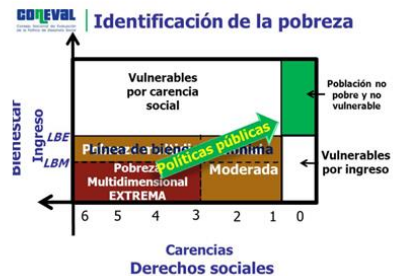 CONEVAL
Identificación de la pobreza
Bienestar
Ingreso
LBE
LBM
Vulnerables
por carencia
social
Población no
pobre y no
vulnerable
Políticas públicas
Línea de bien
Pobreza
Multidimensional
EXTREMA
Moderada
Vulnerables
por ingreso
6 5 4 3 2 1 0
Carencias
Derechos sociales